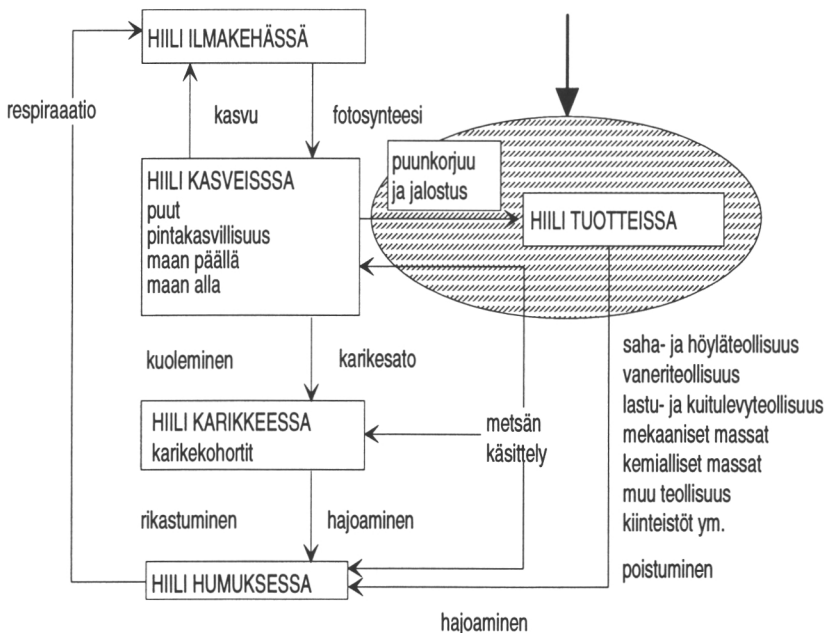 HIILI ILMAKEHÄSSÄ
respiraaatio
kasvu
fotosynteesi
HIILI KASVEISSSA
puut
pintakasvillisuus
maan päällä
maan alla
puunkorjuu
ja jalostus
HIILI TUOTTEISSA
kuoleminen
karikesato
saha- ja höyläteollisuus
vaneriteollisuus
lastu- ja kuitulevyteollisuus
mekaaniset massat
kemialliset massat
muu teollisuus
kiinteistöt ym.
HIILI KARIKKEESSA
karikekohortit
metsän
käsittely
rikastuminen
hajoaminen
HIILI HUMUKSESSA
poistuminen
hajoaminen